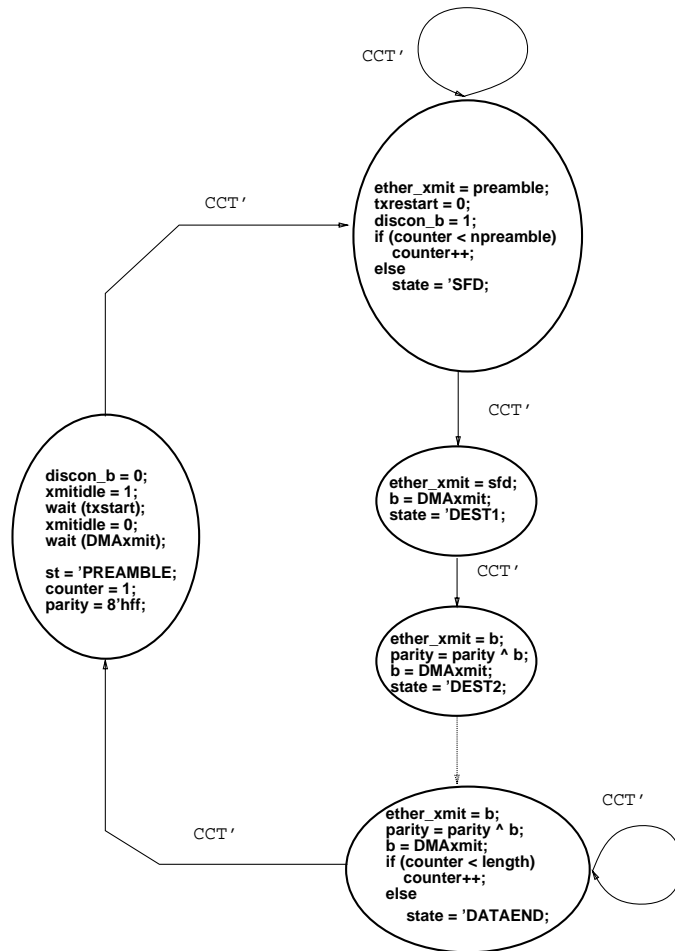 CCT'
ether_xmit = preamble;
txrestart = 0;
discon_b = 1;
if (counter < npreamble)
counter++;
else
state = 'SFD;
CCT'
CCT'
discon_b = 0;
xmitidle = 1;
wait (txstart);
xmitidle = 0;
wait (DMAxmit);
st = 'PREAMBLE;
counter = 1;
parity = 8'hff;
ether_xmit = sfd;
b = DMAxmit;
state = 'DEST1;
CCT'
ether_xmit = b;
parity = parity ^ b;
b = DMAxmit;
state = 'DEST2;
ether_xmit = b;
parity = parity ^ b;
b = DMAxmit;
if (counter < length)
counter++;
else
state = 'DATAEND;
CCT'
CCT'